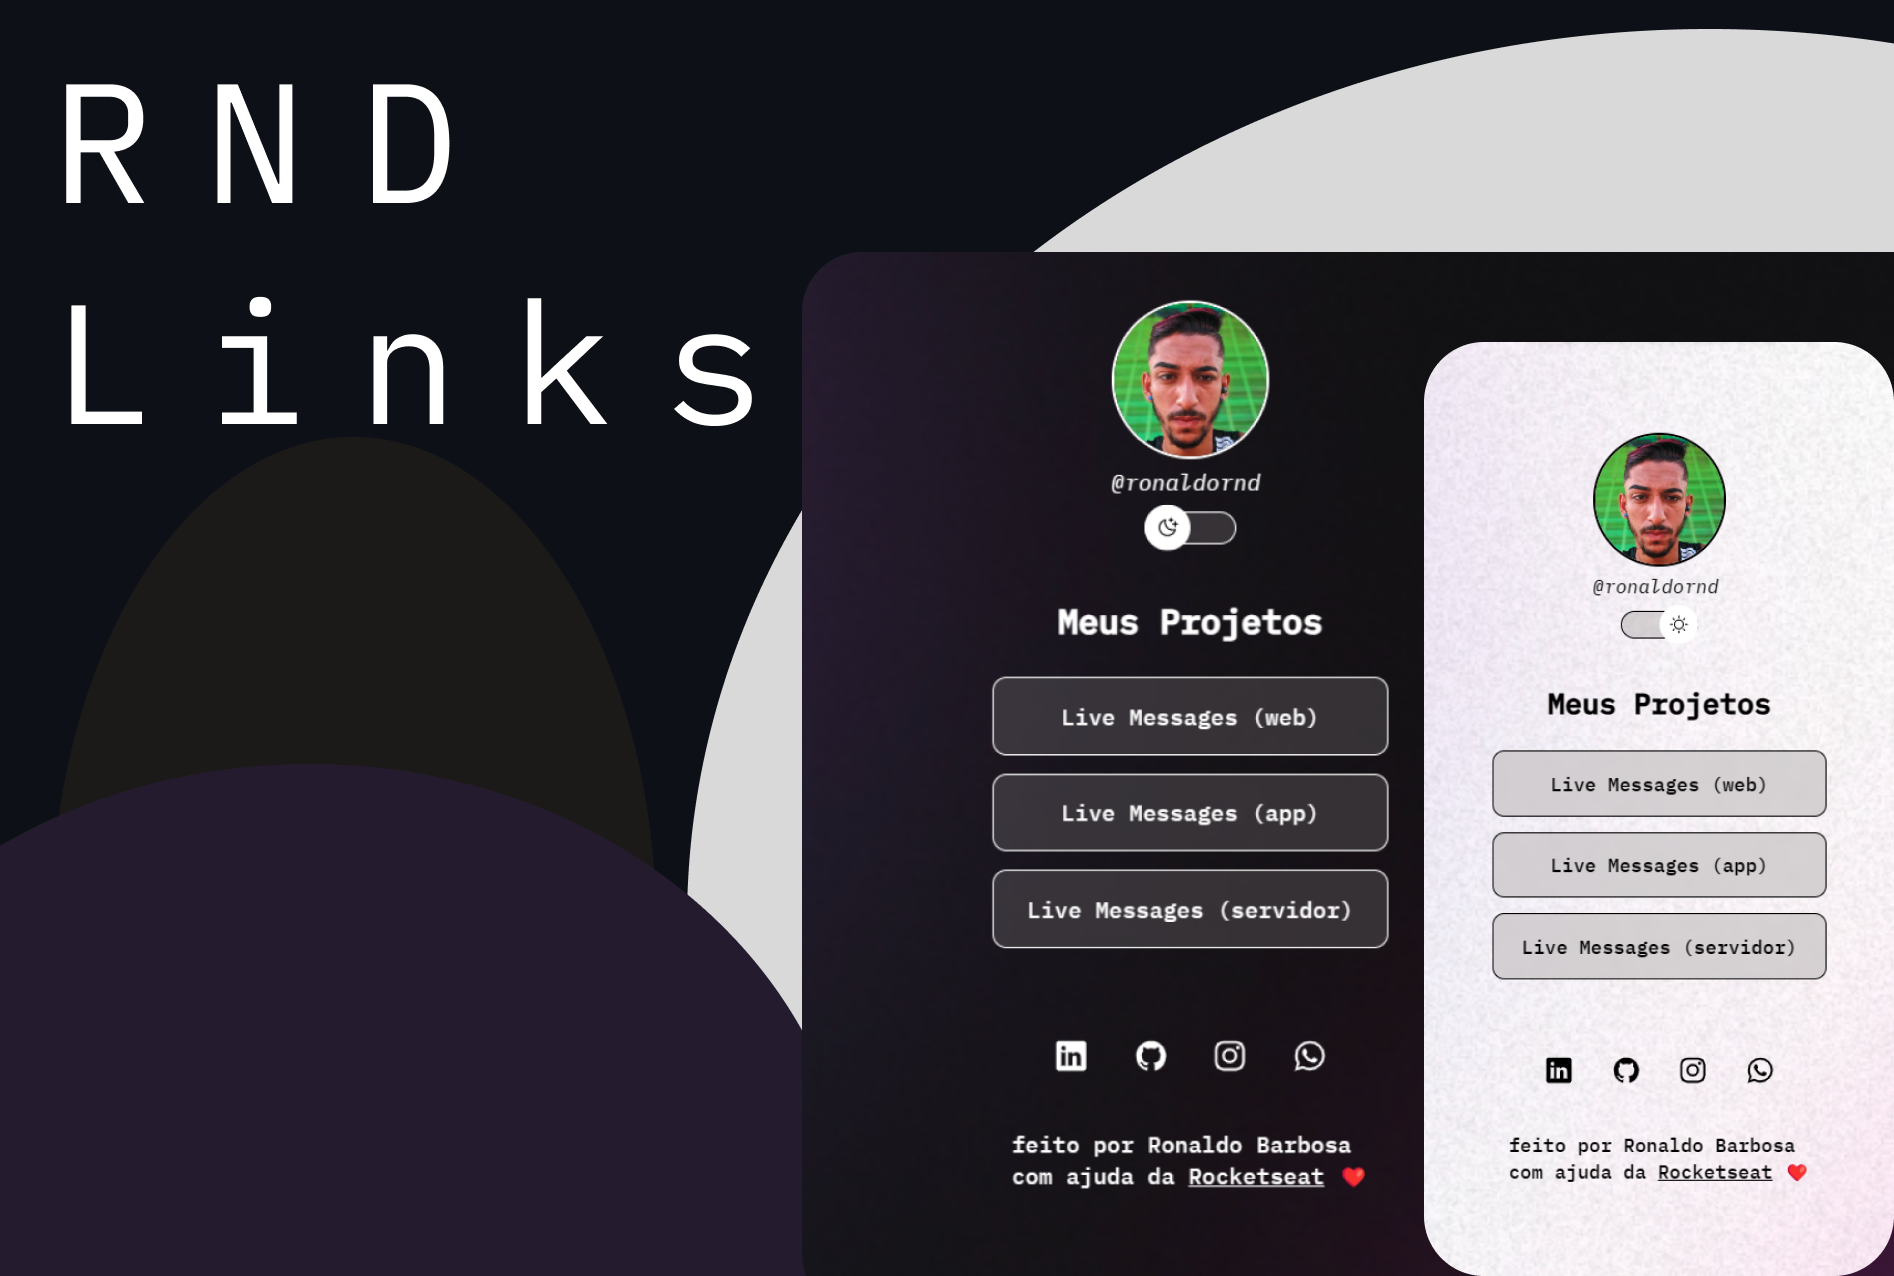 RND
Links
@ronaldornd
Meus Projetos
Live Messages (web)
Live Messages (app)
Live Messages (servidor)
in
feito por Ronaldo Barbosa
com ajuda da Rocketseat ❤️
@ronaldornd
Meus Projetos
Live Messages (web)
Live Messages (app)
Live Messages (servidor)
in
feito por Ronaldo Barbosa
com ajuda da Rocketseat ❤️